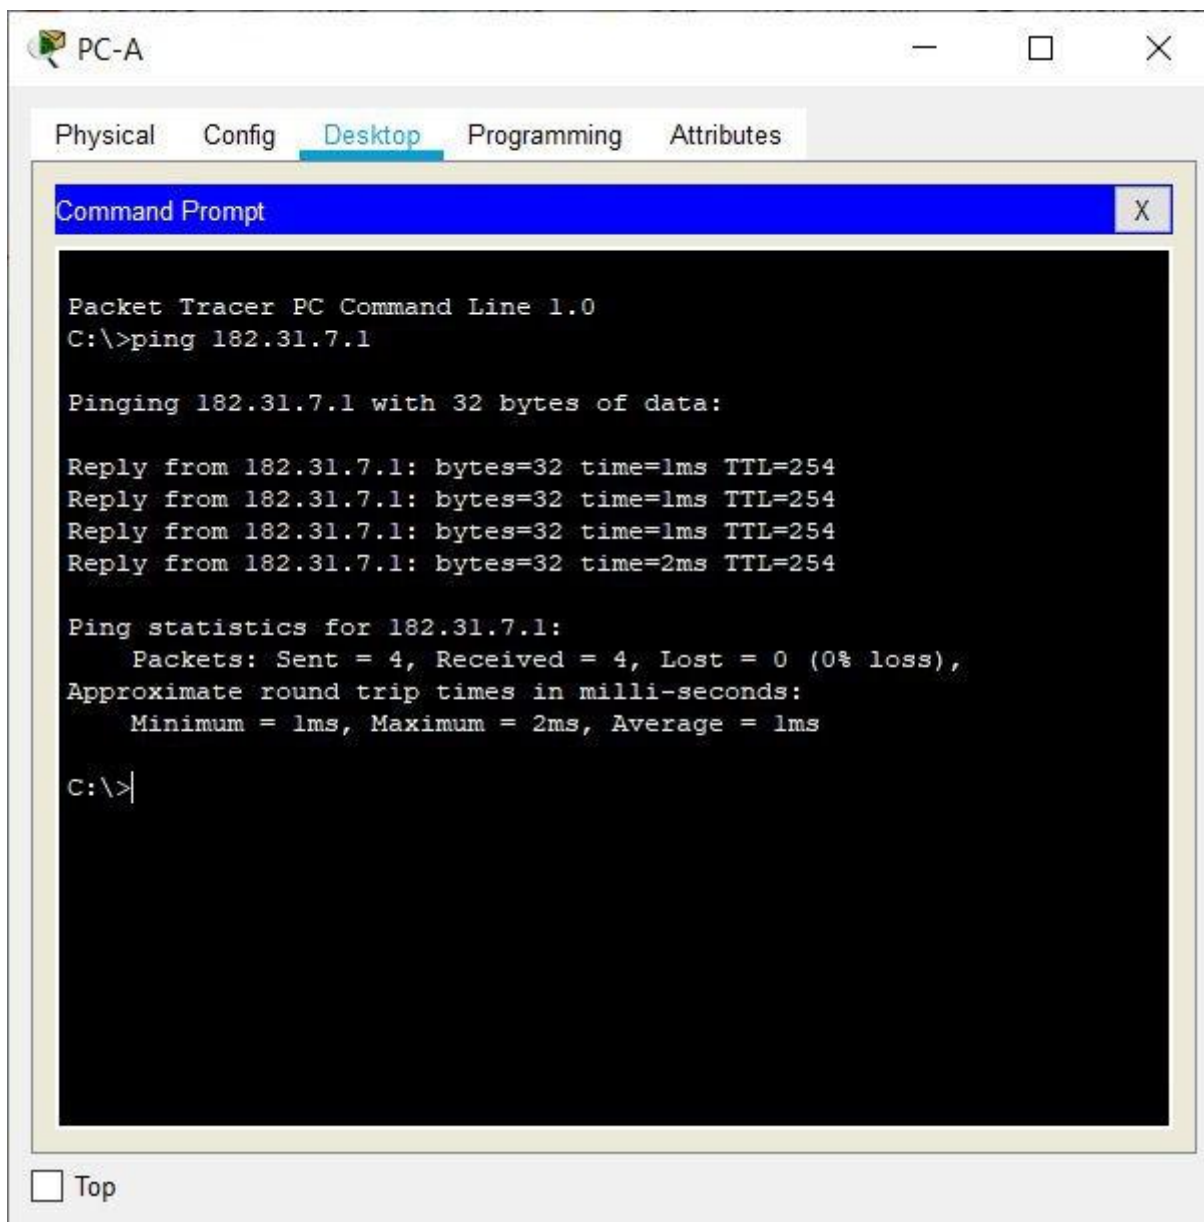 PC-A
Physical Config Desktop Programming Attributes
Command Prompt X
Packet Tracer PC Command Line 1.0
C:\>ping 182.31.7.1
Pinging 182.31.7.1 with 32 bytes of data:
Reply from 182.31.7.1: bytes=32 time=1ms TTL=254
Reply from 182.31.7.1: bytes=32 time=1ms TTL=254
Reply from 182.31.7.1: bytes=32 time=1ms TTL=254
Reply from 182.31.7.1: bytes=32 time=2ms TTL=254
Ping statistics for 182.31.7.1:
Packets: Sent = 4, Received = 4, Lost = 0 (0% loss),
Approximate round trip times in milli-seconds:
Minimum = 1ms, Maximum = 2ms, Average = 1ms
C:\>
Top